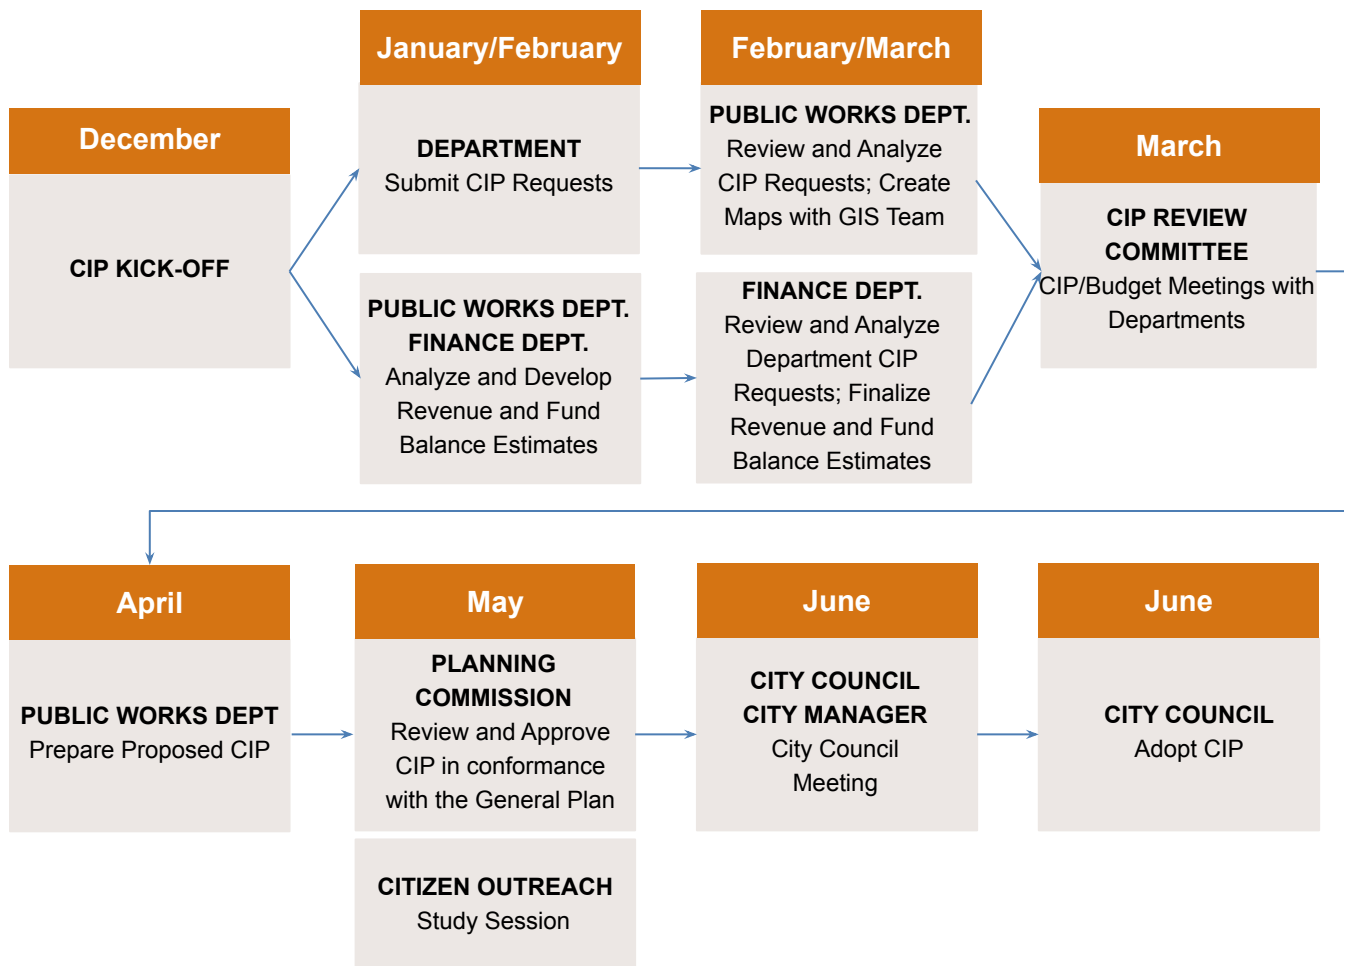 December
CIP KICK-OFF
January/February
DEPARTMENT
Submit CIP Requests
PUBLIC WORKS DEPT.
FINANCE DEPT.
Analyze and Develop
Revenue and Fund
Balance Estimates
February/March
PUBLIC WORKS DEPT.
Review and Analyze
CIP Requests; Create
Maps with GIS Team
FINANCE DEPT.
Review and Analyze
Department CIP
Requests; Finalize
Revenue and Fund
Balance Estimates
March
CIP REVIEW
COMMITTEE
CIP/Budget Meetings with
Departments
April
PUBLIC WORKS DEPT
Prepare Proposed CIP
May
PLANNING
COMMISSION
Review and Approve
CIP in conformance
with the General Plan
CITIZEN OUTREACH
Study Session
June
CITY COUNCIL
CITY MANAGER
City Council
Meeting
June
CITY COUNCIL
Adopt CIP